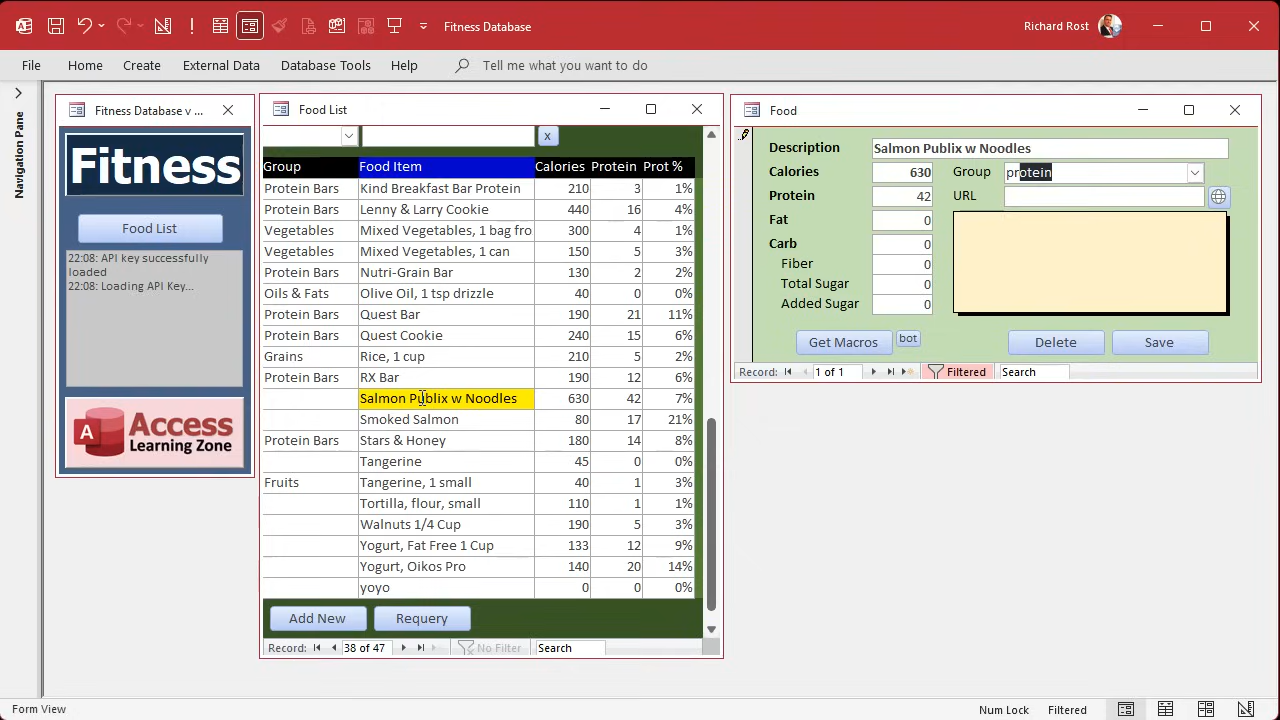 Fitness Database
Richard Rost
File Home Create External Data Database Tools Help Tell me what you want to do
Navigation Pane
Fitness Database v ...
Fitness
Food List
22:08: API key successfully
loaded
22:08: Loading API Key...
A
Access
Learning Zone
Food List
x
Group Food Item Calories Protein Prot %
Protein Bars Kind Breakfast Bar Protein 210 3 1%
Protein Bars Lenny & Larry Cookie 440 16 4%
Vegetables Mixed Vegetables, 1 bag fro 300 4 1%
Vegetables Mixed Vegetables, 1 can 150 5 3%
Protein Bars Nutri-Grain Bar 130 2 2%
Oils & Fats Olive Oil, 1 tsp drizzle 40 0 0%
Protein Bars Quest Bar 190 21 11%
Protein Bars Quest Cookie 240 15 6%
Grains Rice, 1 cup 210 5 2%
Protein Bars RX Bar 190 12 6%
Salmon Publix w Noodles 630 42 7%
Smoked Salmon 80 17 21%
Protein Bars Stars & Honey 180 14 8%
Tangerine 45 0 0%
Fruits Tangerine, 1 small 40 1 3%
Tortilla, flour, small 110 1 1%
Walnuts 1/4 Cup 190 5 3%
Yogurt, Fat Free 1 Cup 133 12 9%
Yogurt, Oikos Pro 140 20 14%
yoyo 0 0 0%
Add New Requery
Record: 38 of 47 No Filter Search
Food
Description Salmon Publix w Noodles
Calories 630 Group protein
Protein 42 URL
Fat 0
Carb 0
Fiber 0
Total Sugar 0
Added Sugar 0
Get Macros bot Delete Save
Record: 1 of 1 Filtered Search
Form View Num Lock Filtered